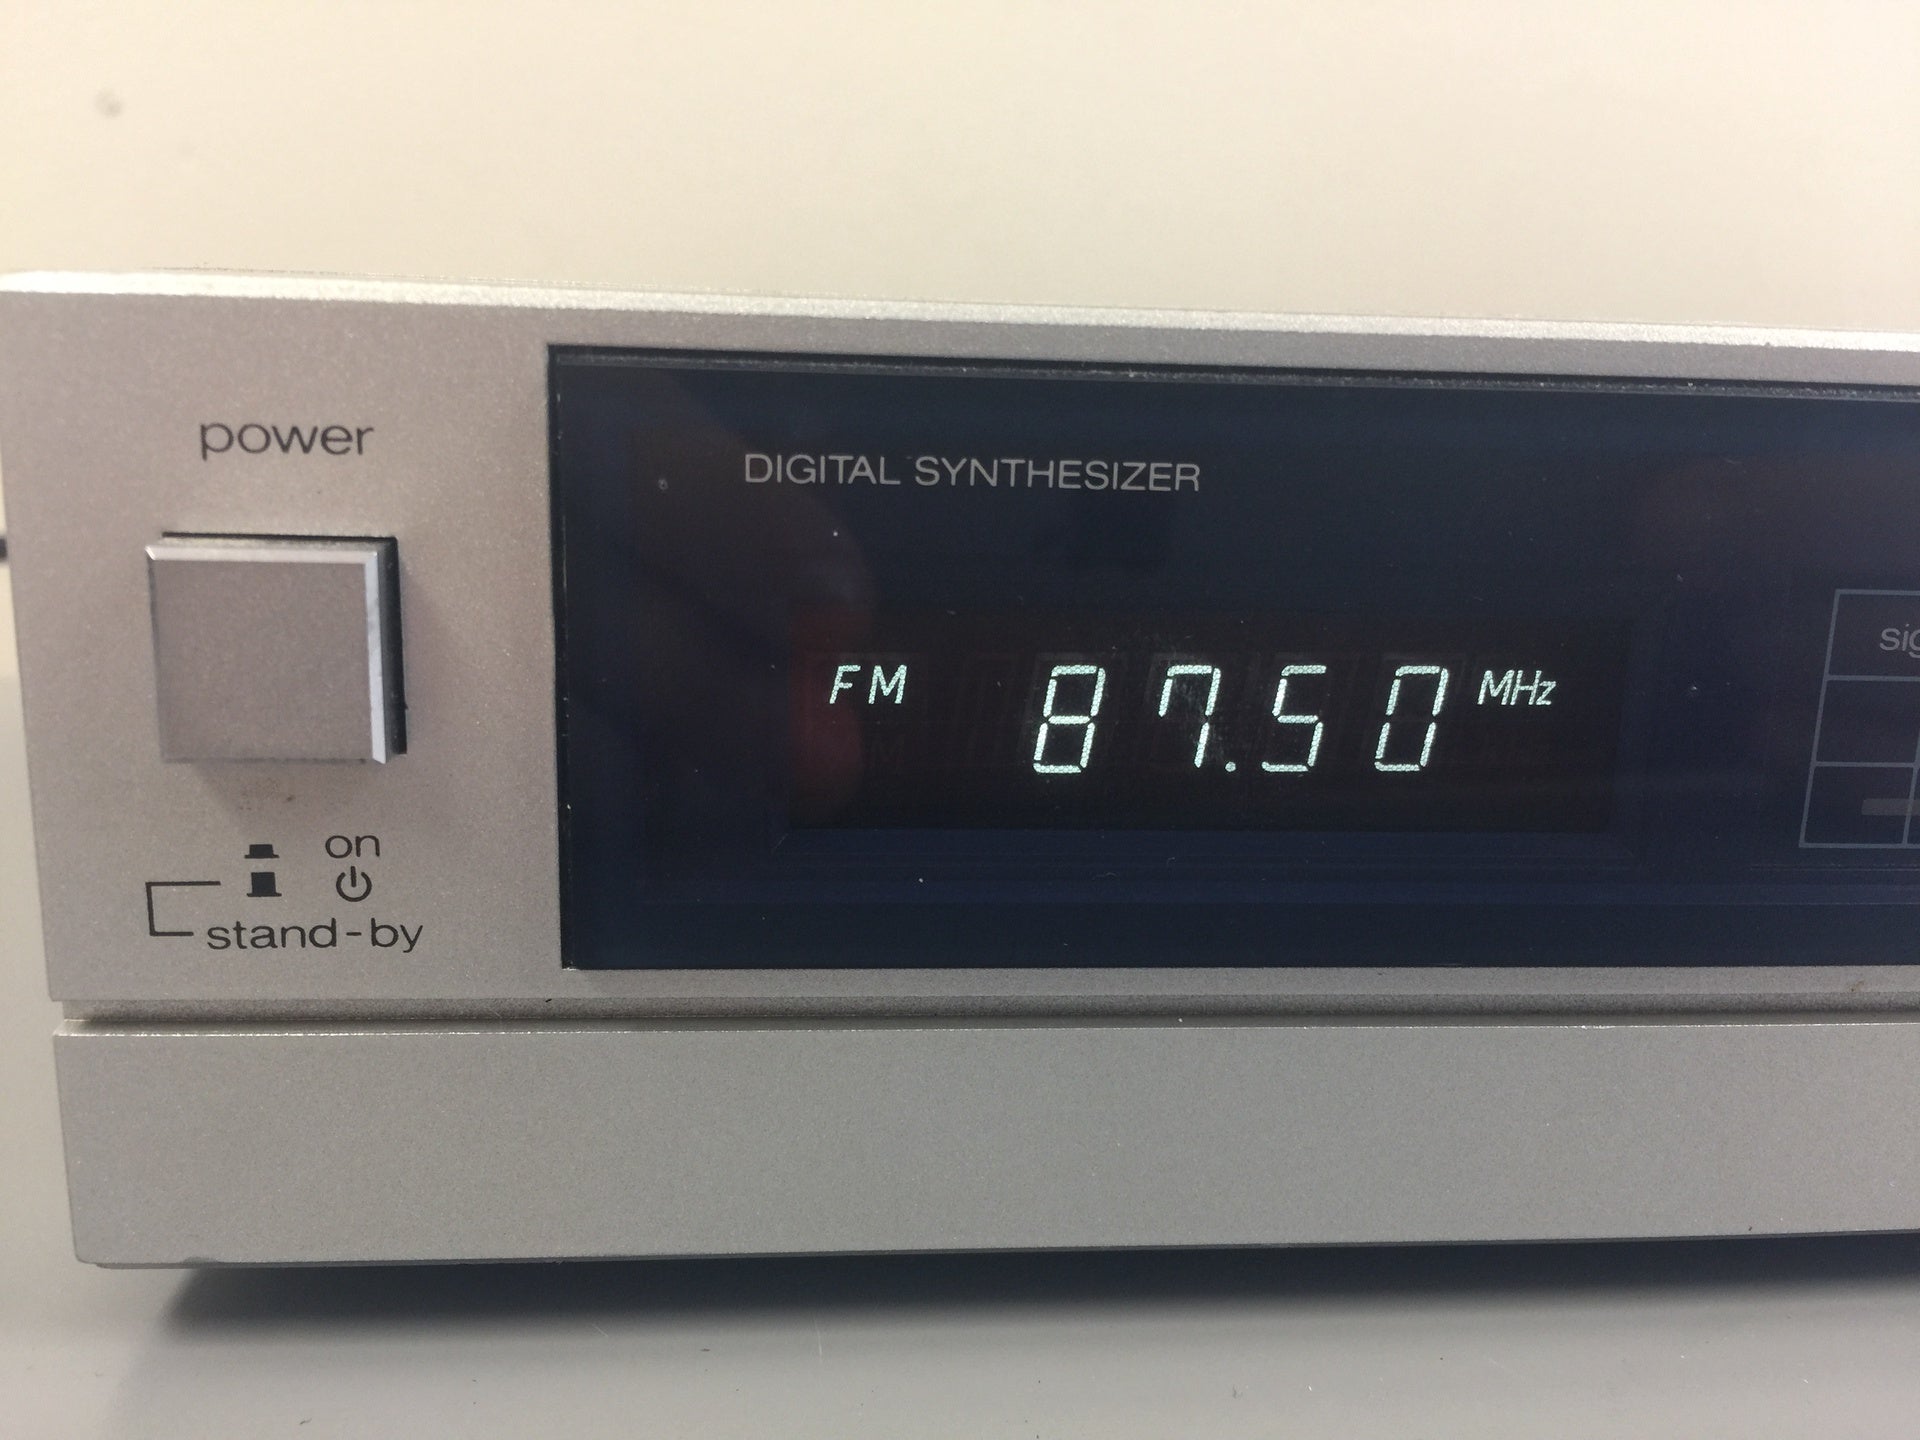 power
DIGITAL SYNTHESIZER
FM 87.50 MHz
on
stand-by